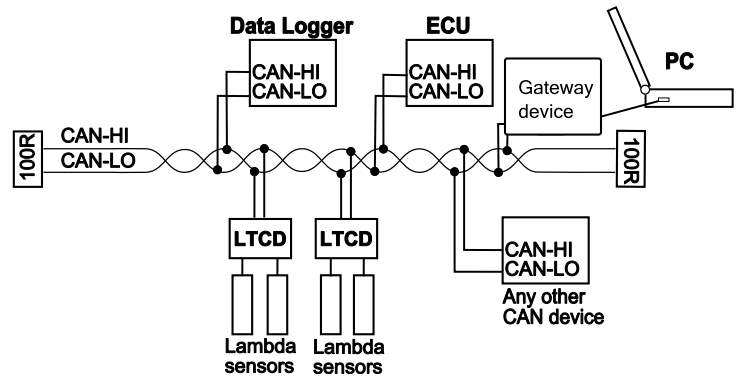 Data Logger
CAN-HI
CAN-LO
ECU
CAN-HI
CAN-LO
Gateway
device
PC
100R
CAN-HI
CAN-LO
100R
LTCD
LTCD
CAN-HI
CAN-LO
Any other
CAN device
Lambda
sensors
Lambda
sensors